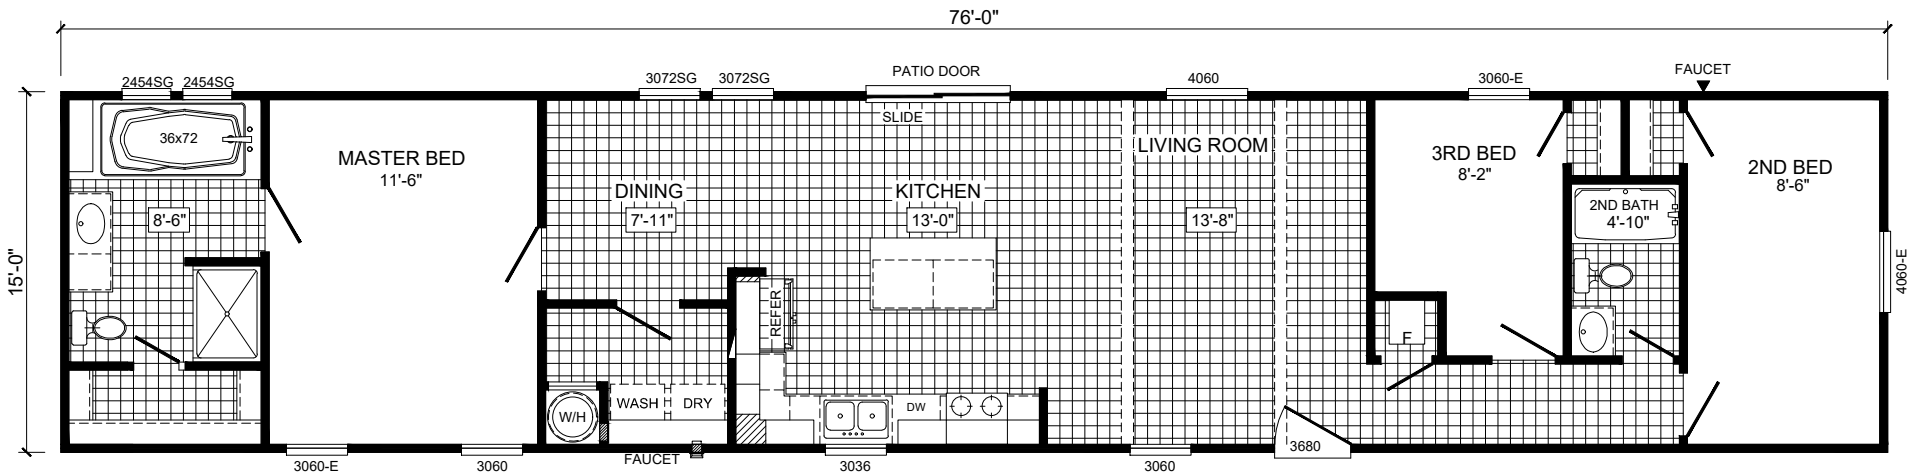 76'-0"
2454SG
2454SG
3072SG
3072SG
PATIO DOOR
4060
3060-E
FAUCET
SLIDE
36x72
MASTER BED
11'-6"
LIVING ROOM
3RD BED
8'-2"
2ND BED
8'-6"
DINING
7'-11"
KITCHEN
13'-0"
13'-8"
8'-6"
2ND BATH
4'-10"
15'-0"
4060-E
REFER
F
WASH
DRY
W/H
DW
3680
3060-E
3060
FAUCET
3036
3060